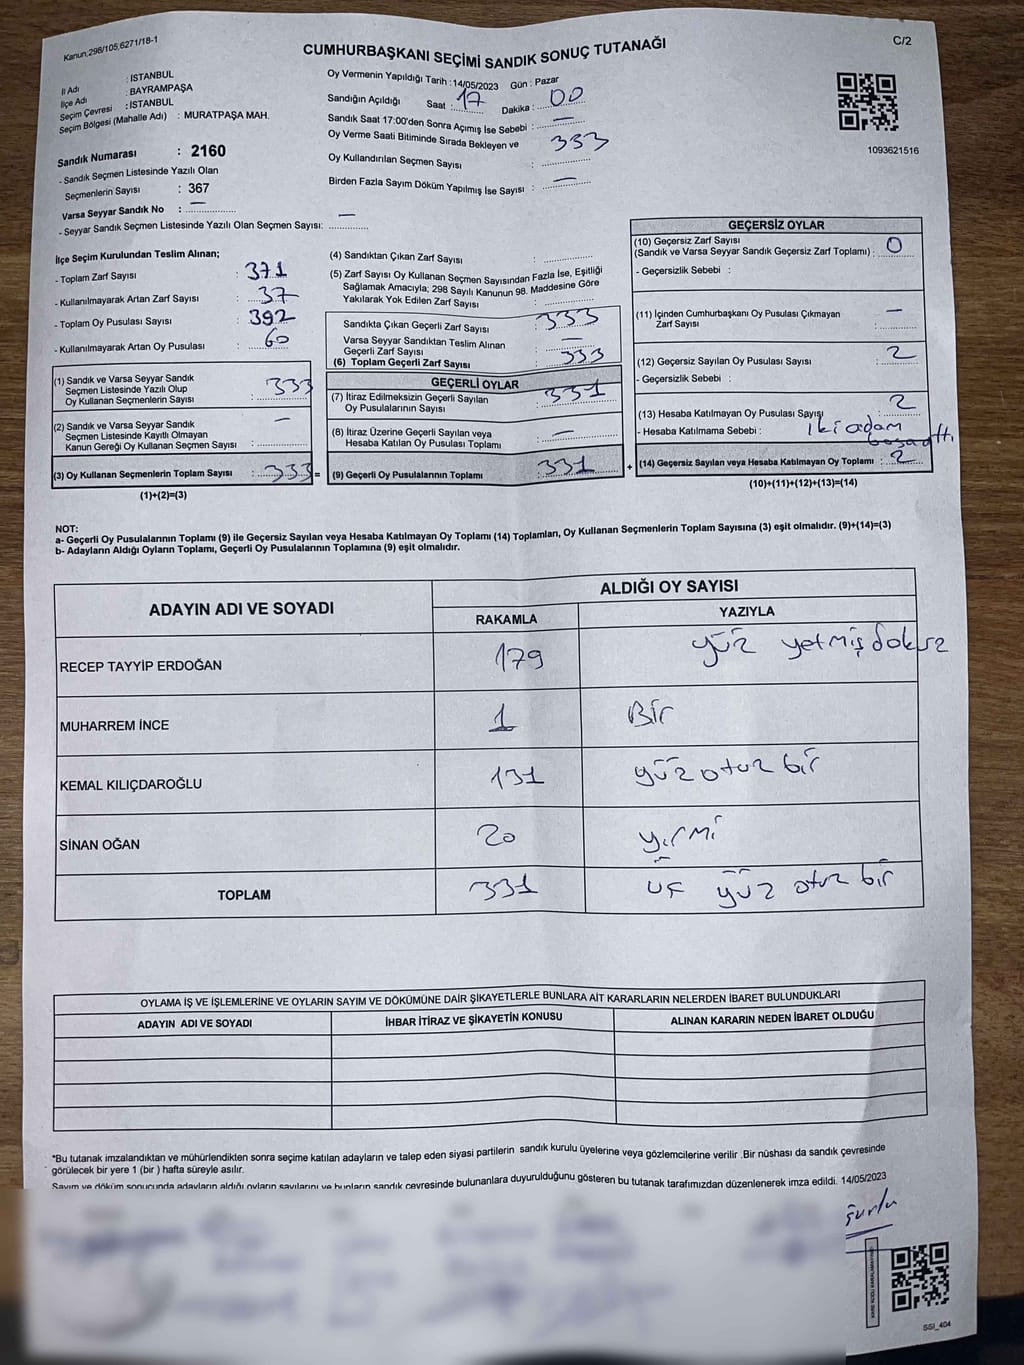 Kanun,298/105,6271/18-1
CUMHURBAŞKANI SEÇİMİ SANDIK SONUÇ TUTANAĞI
C/2
İl Adı : İSTANBUL
İlçe Adı : BAYRAMPAŞA
Seçim Çevresi : İSTANBUL
Seçim Bölgesi (Mahalle Adı) : MURATPAŞA MAH.
Sandık Numarası : 2160
- Sandık Seçmen Listesinde Yazılı Olan
Seçmenlerin Sayısı : 367
Varsa Seyyar Sandık No : —
- Seyyar Sandık Seçmen Listesinde Yazılı Olan Seçmen Sayısı: —
Oy Vermenin Yapıldığı Tarih : 14/05/2023 Gün : Pazar
Sandığın Açıldığı Saat : 17 Dakika : 00
Sandık Saat 17:00'den Sonra Açımış İse Sebebi : —
Oy Verme Saati Bitiminde Sırada Bekleyen ve
Oy Kullandırılan Seçmen Sayısı : 333
Birden Fazla Sayım Döküm Yapılmış İse Sayısı : —
1093621516
İlçe Seçim Kurulundan Teslim Alınan;
- Toplam Zarf Sayısı : 371
- Kullanılmayarak Artan Zarf Sayısı : 37
- Toplam Oy Pusulası Sayısı : 392
- Kullanılmayarak Artan Oy Pusulası : 60
(1) Sandık ve Varsa Seyyar Sandık
Seçmen Listesinde Yazılı Olup
Oy Kullanan Seçmenlerin Sayısı : 333
(2) Sandık ve Varsa Seyyar Sandık
Seçmen Listesinde Kayıtlı Olmayan
Kanun Gereği Oy Kullanan Seçmen Sayısı : —
(3) Oy Kullanan Seçmenlerin Toplam Sayısı : 333 =
(1)+(2)=(3)
(4) Sandıktan Çıkan Zarf Sayısı :
(5) Zarf Sayısı Oy Kullanan Seçmen Sayısından Fazla İse, Eşitliği
Sağlamak Amacıyla; 298 Sayılı Kanunun 98. Maddesine Göre
Yakılarak Yok Edilen Zarf Sayısı :
Sandıkta Çıkan Geçerli Zarf Sayısı : 333
Varsa Seyyar Sandıktan Teslim Alınan
Geçerli Zarf Sayısı : —
(6) Toplam Geçerli Zarf Sayısı : 333
GEÇERLİ OYLAR
(7) İtiraz Edilmeksizin Geçerli Sayılan
Oy Pusulalarının Sayısı : 331
(8) İtiraz Üzerine Geçerli Sayılan veya
Hesaba Katılan Oy Pusulası Toplamı : —
(9) Geçerli Oy Pusulalarının Toplamı : 331 +
GEÇERSİZ OYLAR
(10) Geçersiz Zarf Sayısı
(Sandık ve Varsa Seyyar Sandık Geçersiz Zarf Toplamı) : 0
- Geçersizlik Sebebi :
(11) İçinden Cumhurbaşkanı Oy Pusulası Çıkmayan
Zarf Sayısı : —
(12) Geçersiz Sayılan Oy Pusulası Sayısı : 2
- Geçersizlik Sebebi :
(13) Hesaba Katılmayan Oy Pusulası Sayışı : 2
- Hesaba Katılmama Sebebi : iki adam
boşa attı
(14) Geçersiz Sayılan veya Hesaba Katılmayan Oy Toplamı : 2
(10)+(11)+(12)+(13)=(14)
NOT:
a- Geçerli Oy Pusulasının Toplamı (9) ile Geçersiz Sayılan veya Hesaba Katılmayan Oy Toplamı (14) Toplamları, Oy Kullanan Seçmenlerin Toplam Sayısına (3) eşit olmalıdır. (9)+(14)=(3)
b- Adayların Aldığı Oyların Toplamı, Geçerli Oy Pusulalarının Toplamına (9) eşit olmalıdır.
ADAYIN ADI VE SOYADI ALDIĞI OY SAYISI
RAKAMLA YAZIYLA
RECEP TAYYİP ERDOĞAN 179 yüz yetmiş dokuz
MUHARREM İNCE 1 Bir
KEMAL KILIÇDAROĞLU 131 yüz otuz bir
SİNAN OĞAN 20 yirmi
TOPLAM 331 üç yüz otuz bir
OYLAMA İŞ VE İŞLEMLERİNE VE OYLARIN SAYIM VE DÖKÜMÜNE DAİR ŞİKAYETLERLE BUNLARA AİT KARARLARIN NELERDEN İBARET BULUNDUKLARI
ADAYIN ADI VE SOYADI İHBAR İTİRAZ VE ŞİKAYETİN KONUSU ALINAN KARARIN NEDEN İBARET OLDUĞU
*Bu tutanak imzalandıktan ve mühürlendikten sonra seçime katılan adayların ve talep eden siyasi partilerin sandık kurulu üyelerine veya gözlemcilerine verilir .Bir nüshası da sandık çevresinde
görülecek bir yere 1 (bir ) hafta süreyle asılır.
Sayım ve döküm sonucunda adayların aldığı oyların sayılarını ve bunların sandık çevresinde bulunanlara duyurulduğunu gösteren bu tutanak tarafımızdan düzenlenerek imza edildi. 14/05/2023
SSI_404